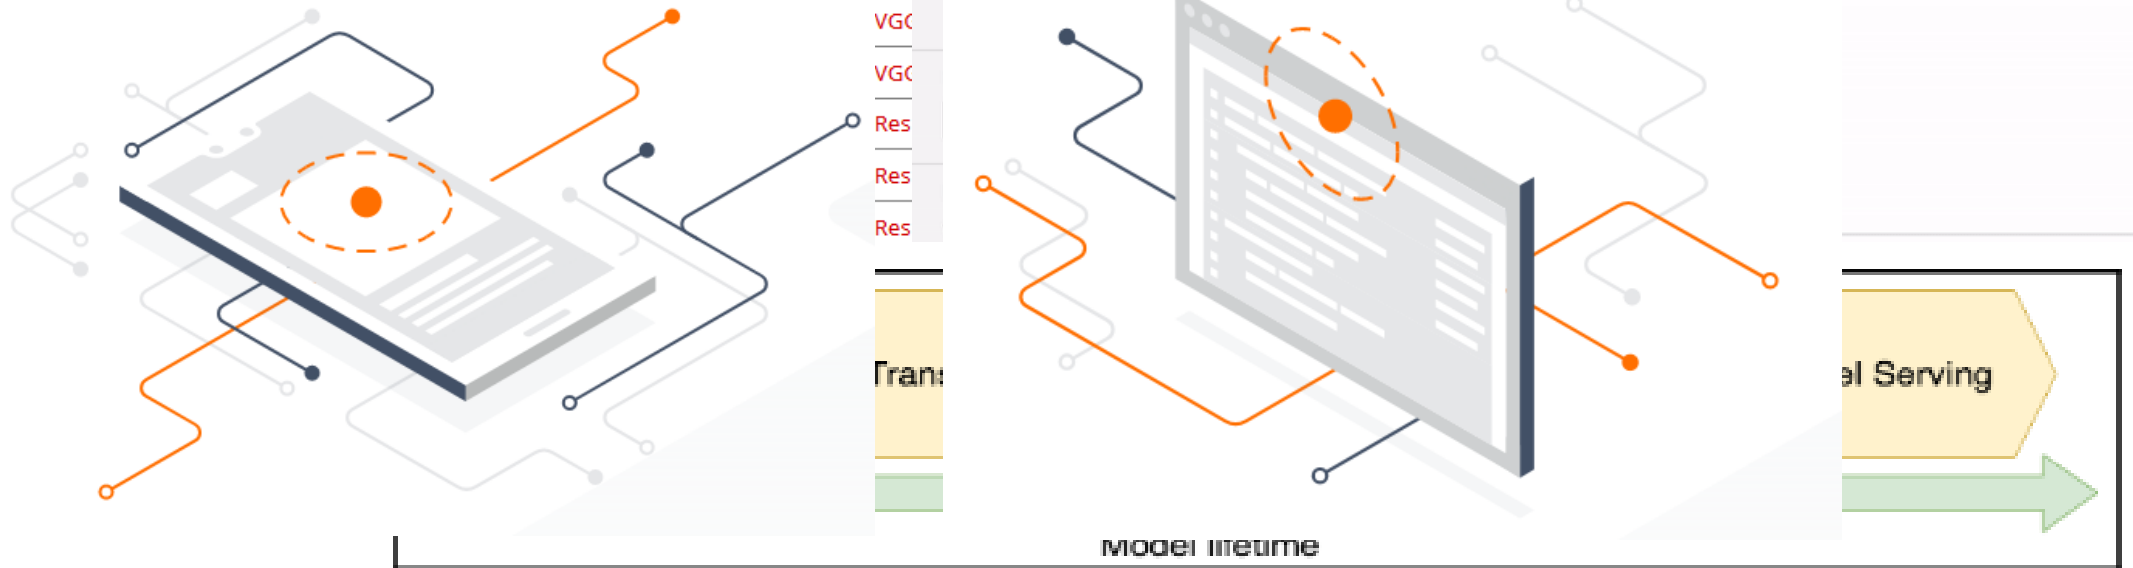 VGG
VGG
Res
Res
Res
Trans
el Serving
Model lifetime